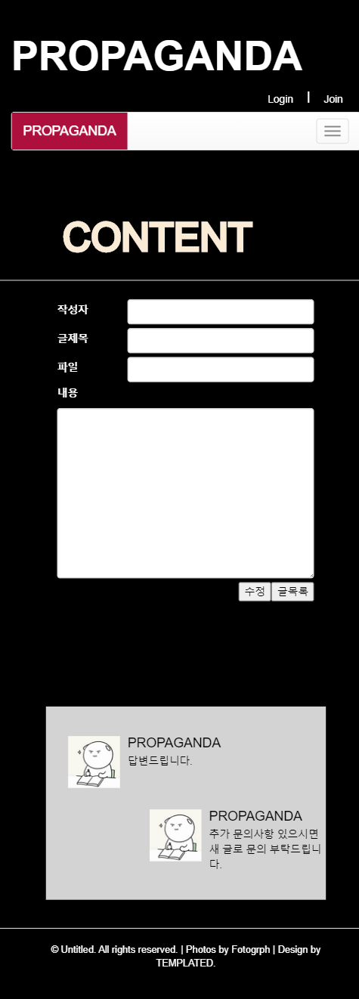 PROPAGANDA
Login | Join
PROPAGANDA
CONTENT
작성자
글제목
파일
내용
수정 글목록
PROPAGANDA
답변드립니다.
PROPAGANDA
추가 문의사항 있으시면
새 글로 문의 부탁드립니
다.
© Untitled. All rights reserved. | Photos by Fotogrph | Design by
TEMPLATED.